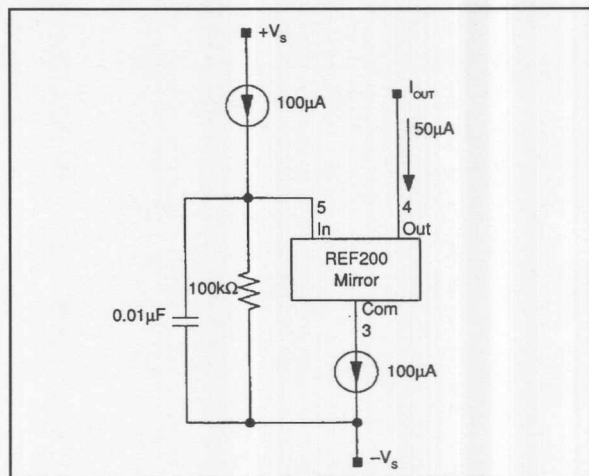 +Vs
100µA
IOUT
50µA
5
4
In
Out
REF200
Mirror
100kΩ
0.01µF
Com
3
100µA
–Vs